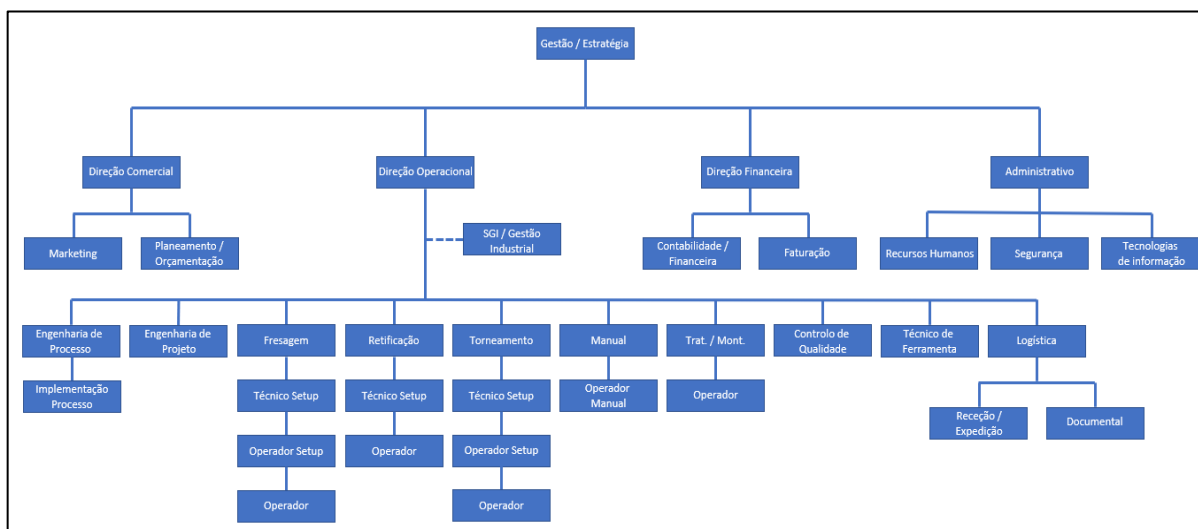 Gestão / Estratégia
Direção Comercial
Direção Operacional
Direção Financeira
Administrativo
Marketing
Planeamento /
Orçamentação
SGI / Gestão
Industrial
Contabilidade /
Financeira
Faturação
Recursos Humanos
Segurança
Tecnologias
de informação
Engenharia de
Processo
Engenharia de
Projeto
Fresagem
Retificação
Torneamento
Manual
Trat. / Mont.
Controlo de
Qualidade
Técnico de
Ferramenta
Logística
Implementação
Processo
Técnico Setup
Técnico Setup
Técnico Setup
Operador
Manual
Operador
Receção /
Expedição
Documental
Operador Setup
Operador
Operador Setup
Operador
Operador